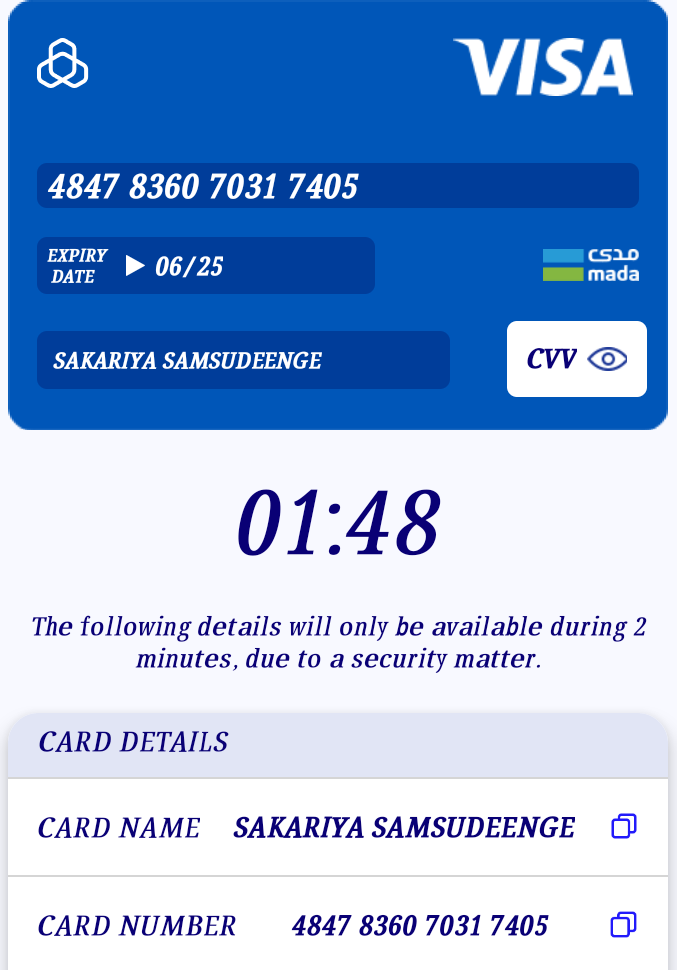 VISA
4847 8360 7031 7405
EXPIRY
DATE
06/25
مدى
mada
SAKARIYA SAMSUDEENGE
CVV
01:48
The following details will only be available during 2
minutes, due to a security matter.
CARD DETAILS
CARD NAME SAKARIYA SAMSUDEENGE
CARD NUMBER 4847 8360 7031 7405